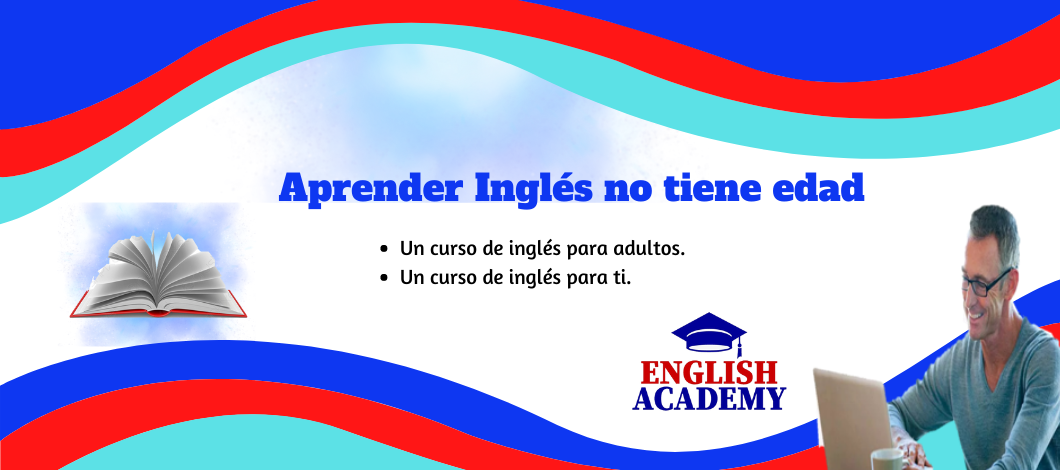 Aprender Inglés no tiene edad
• Un curso de inglés para adultos.
• Un curso de inglés para ti.
ENGLISH
ACADEMY